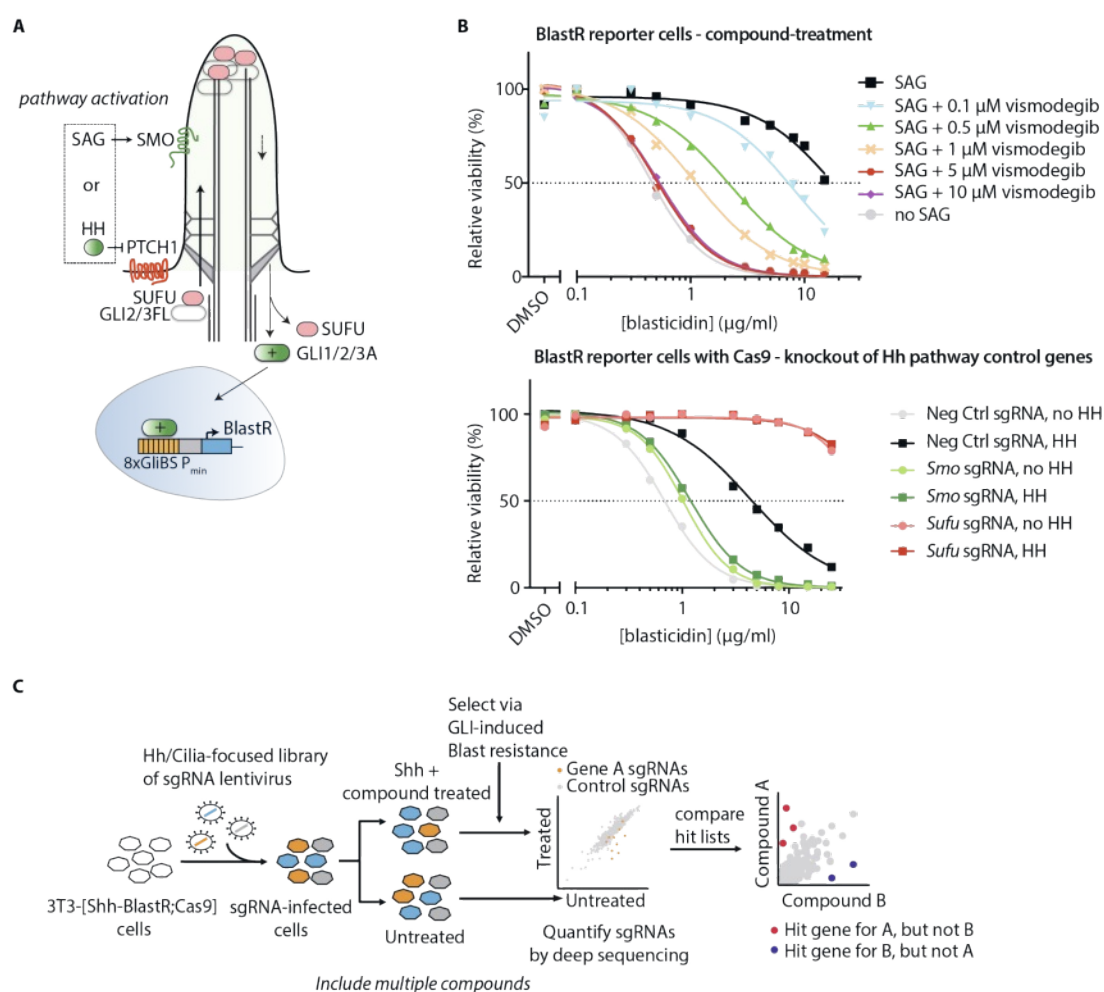 A
pathway activation
SAG
SMO
or
HH
PTCH1
SUFU
GLI2/3FL
SUFU
+
GLI1/2/3A
+
BlastR
8xGliBS Pmin
B
BlastR reporter cells - compound-treatment
Relative viability (%)
100
50
0
DMSO
0.1
1
10
[blasticidin] (µg/ml)
SAG
SAG + 0.1 µM vismodegib
SAG + 0.5 µM vismodegib
SAG + 1 µM vismodegib
SAG + 5 µM vismodegib
SAG + 10 µM vismodegib
no SAG
BlastR reporter cells with Cas9 - knockout of Hh pathway control genes
Relative viability (%)
100
50
0
DMSO
0.1
1
10
[blasticidin] (µg/ml)
Neg Ctrl sgRNA, no HH
Neg Ctrl sgRNA, HH
Smo sgRNA, no HH
Smo sgRNA, HH
Sufu sgRNA, no HH
Sufu sgRNA, HH
C
Hh/Cilia-focused library
of sgRNA lentivirus
3T3-[Shh-BlastR;Cas9]
cells
sgRNA-infected
cells
Shh +
compound treated
Untreated
Select via
GLI-induced
Blast resistance
Gene A sgRNAs
Control sgRNAs
Treated
Untreated
Quantify sgRNAs
by deep sequencing
compare
hit lists
Compound A
Compound B
Hit gene for A, but not B
Hit gene for B, but not A
Include multiple compounds